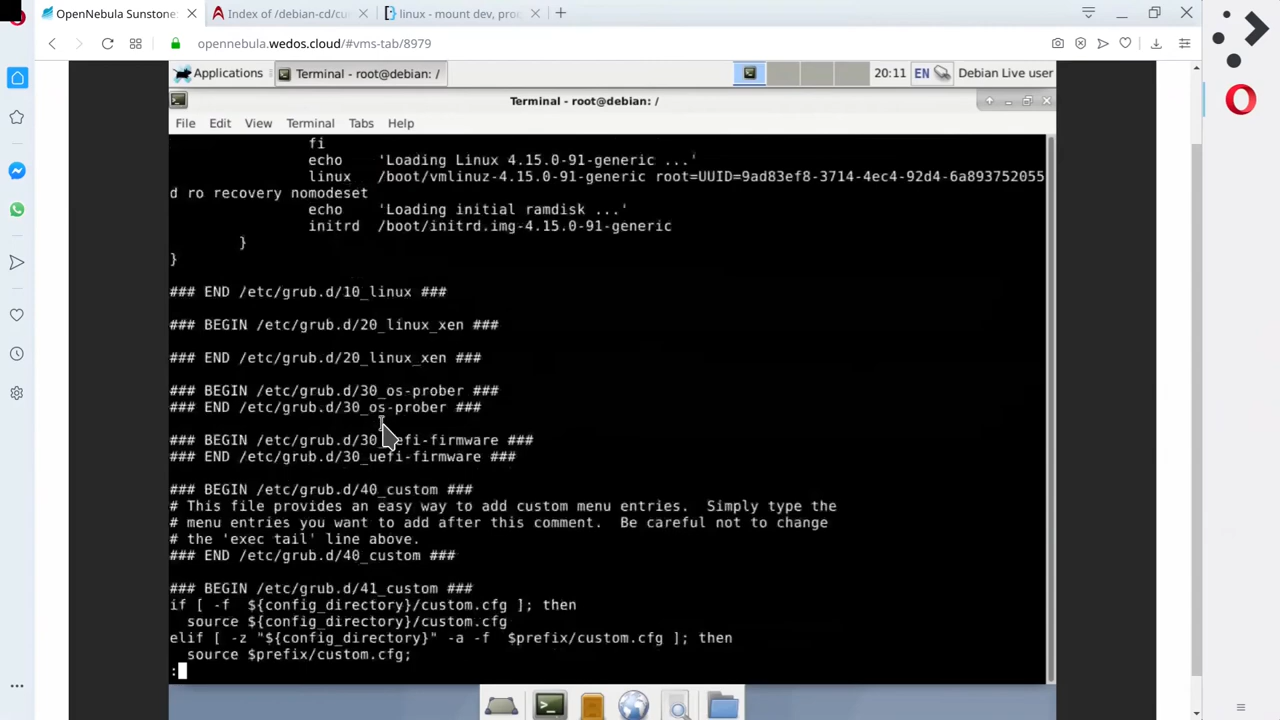 OpenNebula Sunstone:
Index of /debian-cd/cu
linux - mount dev, pro
opennebula.wedos.cloud/#vms-tab/8979
Applications
Terminal - root@debian: /
20:11
EN
Debian Live user
Terminal - root@debian: /
File Edit View Terminal Tabs Help
fi
echo 'Loading Linux 4.15.0-91-generic ...'
linux /boot/vmlinuz-4.15.0-91-generic root=UUID=9ad83ef8-3714-4ec4-92d4-6a893752055
d ro recovery nomodeset
echo 'Loading initial ramdisk ...'
initrd /boot/initrd.img-4.15.0-91-generic
}
}
### END /etc/grub.d/10_linux ###
### BEGIN /etc/grub.d/20_linux_xen ###
### END /etc/grub.d/20_linux_xen ###
### BEGIN /etc/grub.d/30_os-prober ###
### END /etc/grub.d/30_os-prober ###
### BEGIN /etc/grub.d/30_uefi-firmware ###
### END /etc/grub.d/30_uefi-firmware ###
### BEGIN /etc/grub.d/40_custom ###
# This file provides an easy way to add custom menu entries. Simply type the
# menu entries you want to add after this comment. Be careful not to change
# the 'exec tail' line above.
### END /etc/grub.d/40_custom ###
### BEGIN /etc/grub.d/41_custom ###
if [ -f ${config_directory}/custom.cfg ]; then
source ${config_directory}/custom.cfg
elif [ -z "${config_directory}" -a -f $prefix/custom.cfg ]; then
source $prefix/custom.cfg;
: